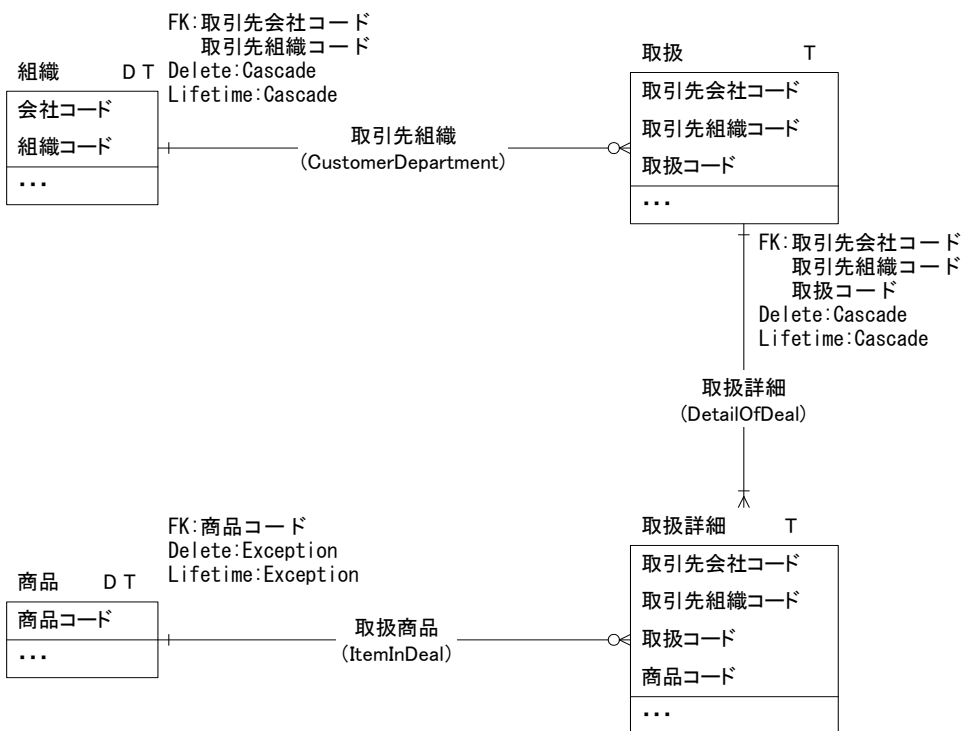 FK:取引先会社コード
取引先組織コード
Delete:Cascade
Lifetime:Cascade
組織 D T
会社コード
組織コード
･･･
取引先組織
(CustomerDepartment)
取扱 T
取引先会社コード
取引先組織コード
取扱コード
･･･
FK:取引先会社コード
取引先組織コード
取扱コード
Delete:Cascade
Lifetime:Cascade
取扱詳細
(DetailOfDeal)
FK:商品コード
Delete:Exception
Lifetime:Exception
商品 D T
商品コード
･･･
取扱商品
(ItemInDeal)
取扱詳細 T
取引先会社コード
取引先組織コード
取扱コード
商品コード
･･･